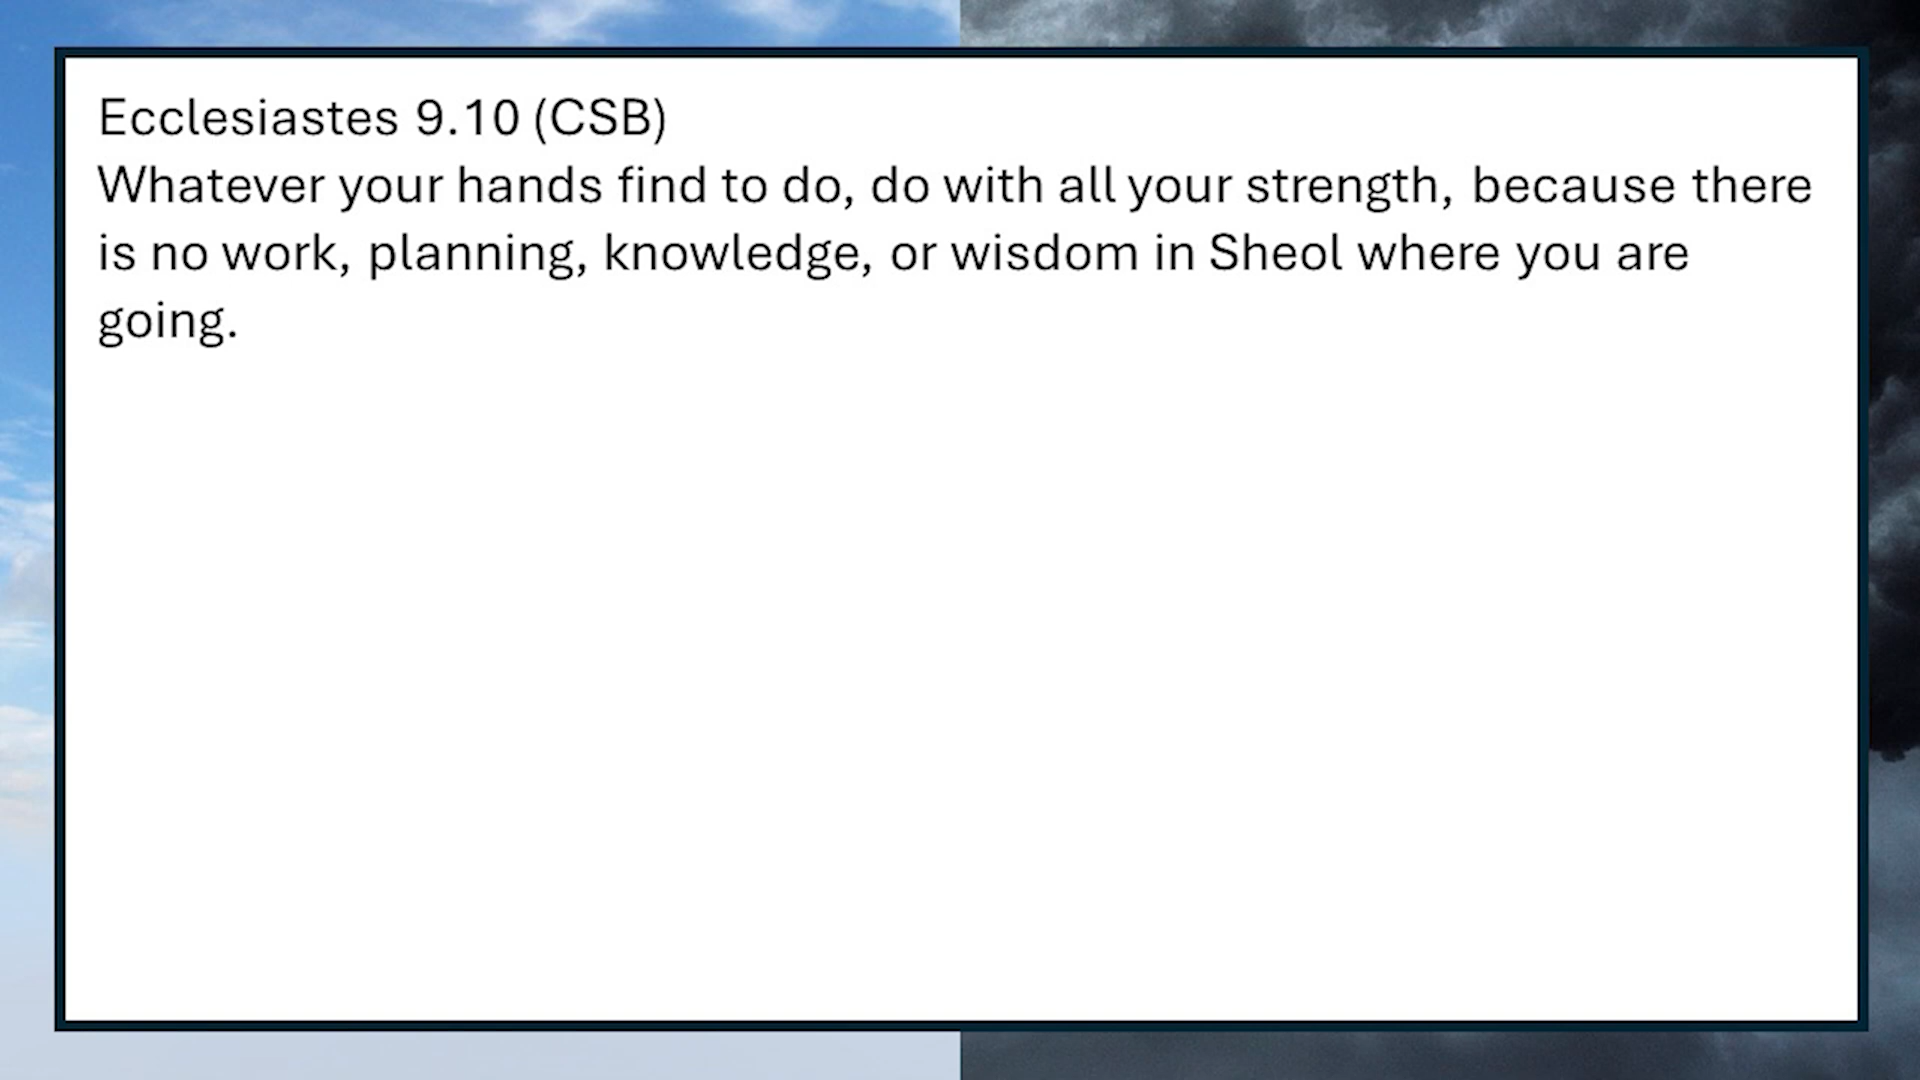 Ecclesiastes 9.10 (CSB)
Whatever your hands find to do, do with all your strength, because there
is no work, planning, knowledge, or wisdom in Sheol where you are
going.